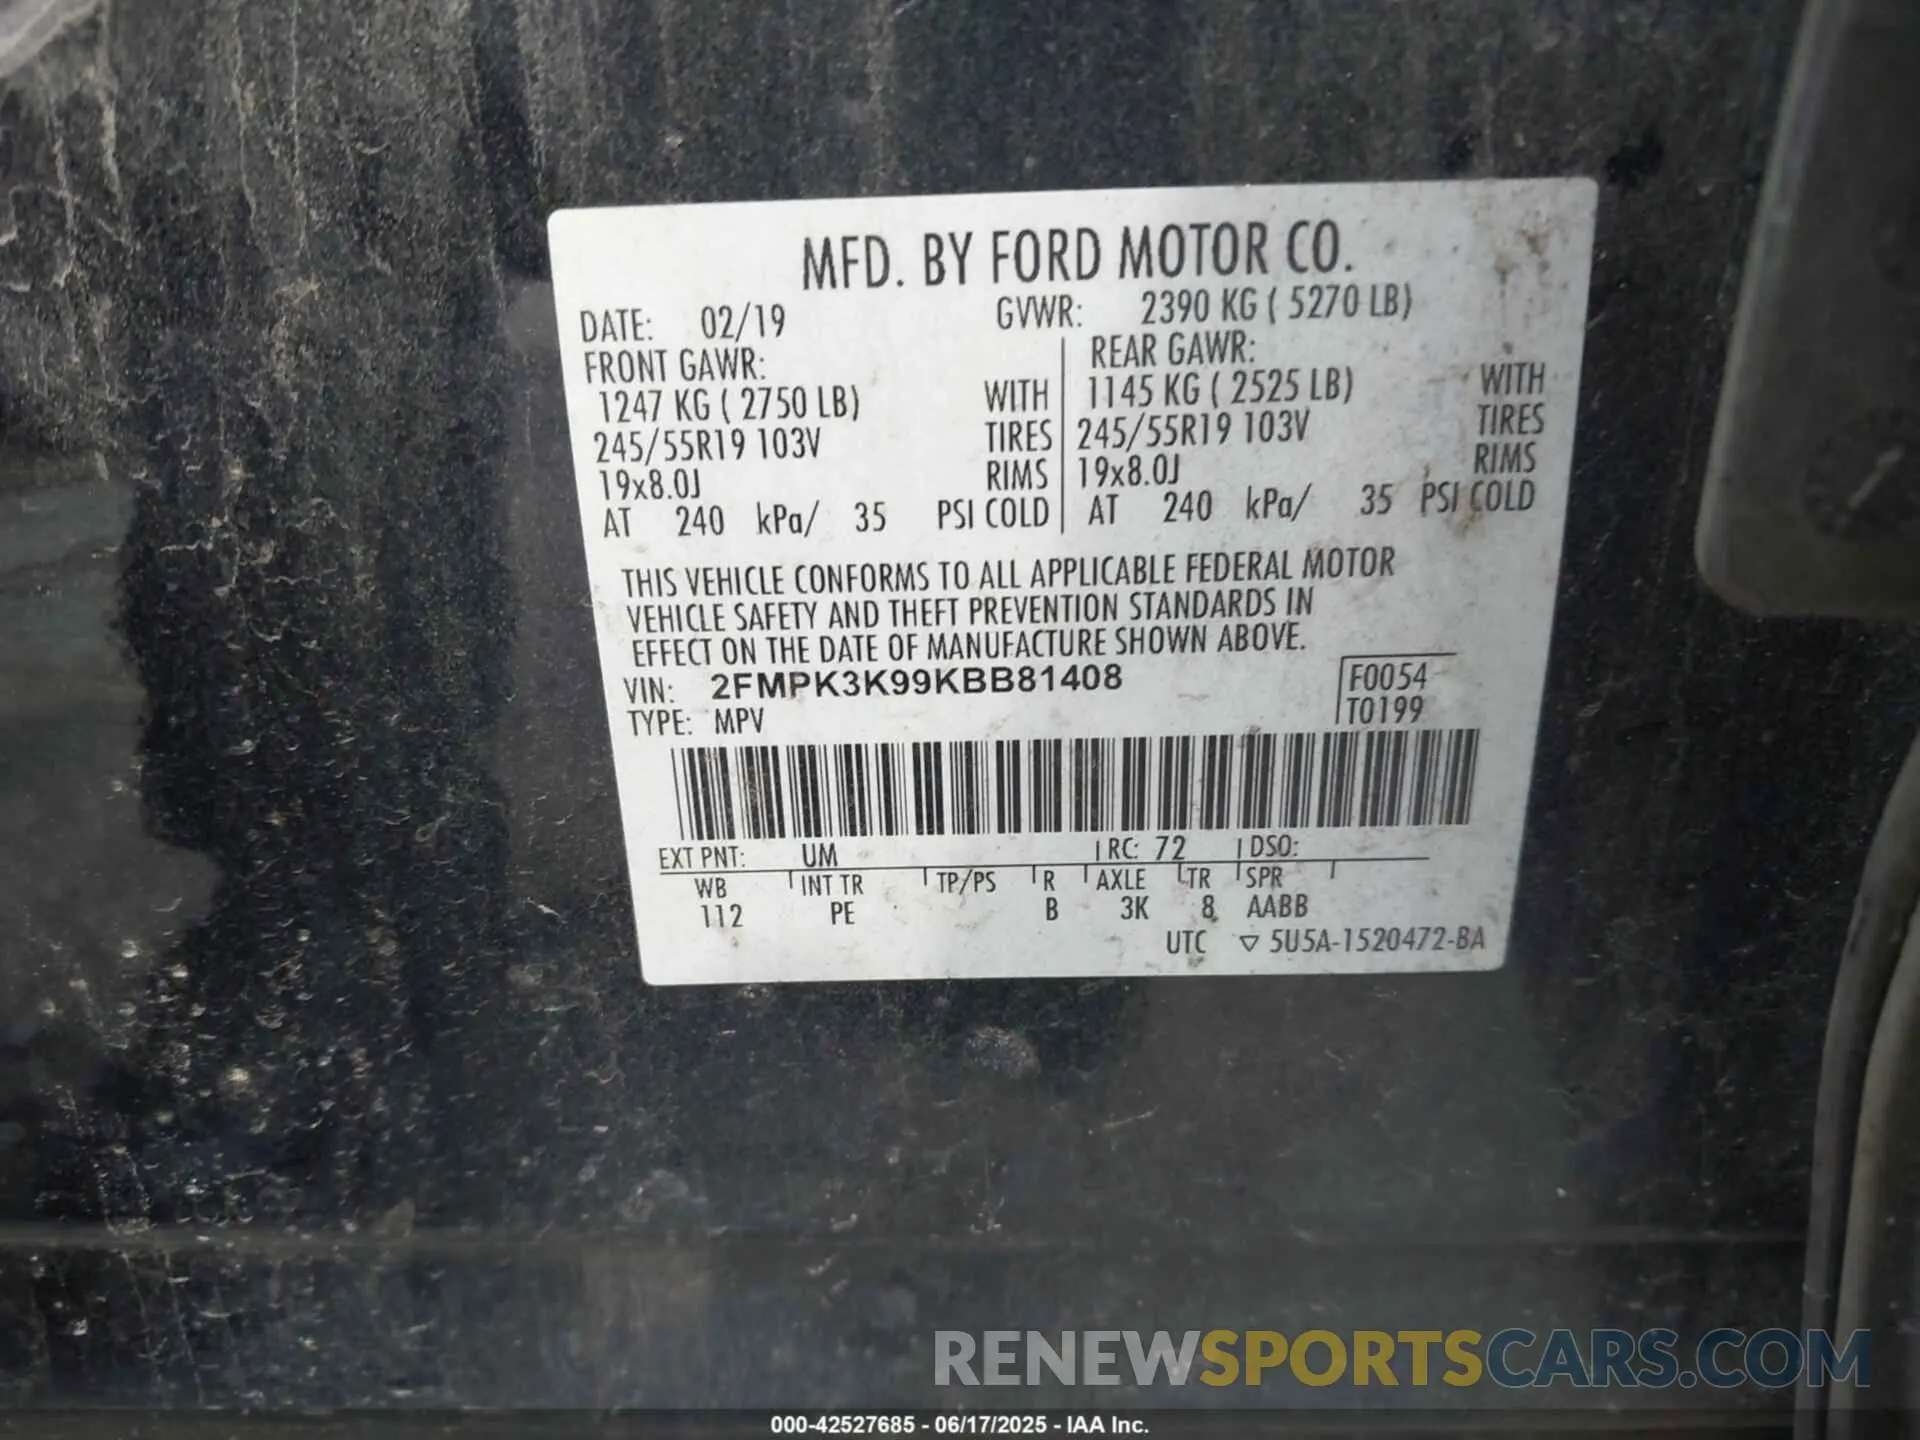 MFD. BY FORD MOTOR CO.
DATE: 02/19 GVWR: 2390 KG ( 5270 LB)
FRONT GAWR: REAR GAWR:
1247 KG ( 2750 LB) WITH 1145 KG ( 2525 LB) WITH
245/55R19 103V TIRES 245/55R19 103V TIRES
19x8.0J RIMS 19x8.0J RIMS
AT 240 kPa/ 35 PSI COLD AT 240 kPa/ 35 PSI COLD
THIS VEHICLE CONFORMS TO ALL APPLICABLE FEDERAL MOTOR
VEHICLE SAFETY AND THEFT PREVENTION STANDARDS IN
EFFECT ON THE DATE OF MANUFACTURE SHOWN ABOVE.
VIN: 2FMPK3K99KBB81408 F0054
TYPE: MPV T0199
EXT PNT: UM RC: 72 DSO:
WB INT TR TP/PS R AXLE TR SPR
112 PE B 3K 8 AABB
UTC ▽ 5U5A-1520472-BA
RENEWSPORTSCARS.COM
000-42527685 - 06/17/2025 - IAA Inc.